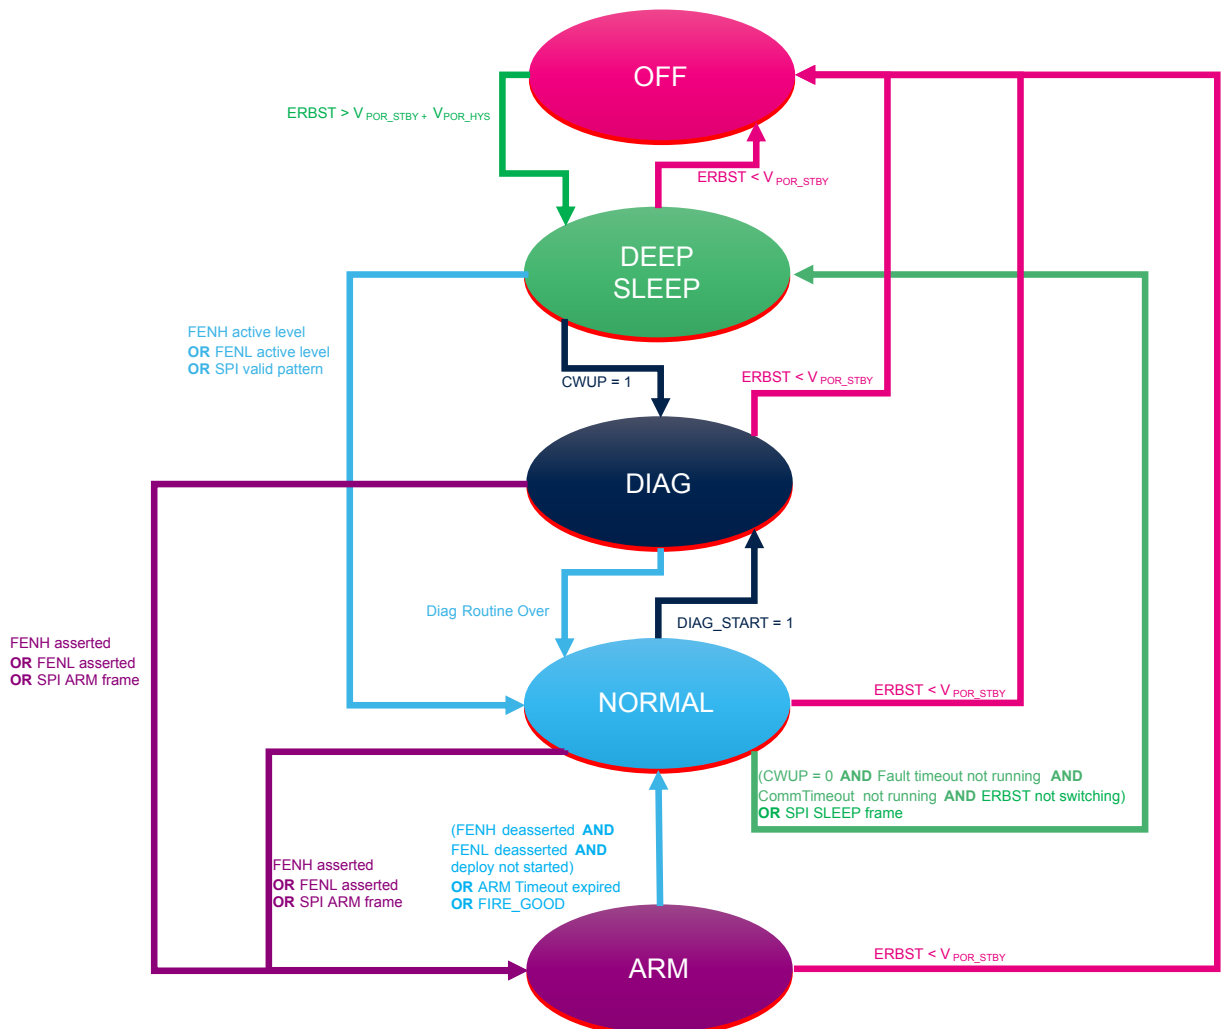 OFF
ERBST > V POR_STBY + VPOR_HYS
ERBST < V POR_STBY
DEEP
SLEEP
FENH active level
OR FENL active level
OR SPI valid pattern
CWUP = 1
ERBST < V POR_STBY
DIAG
Diag Routine Over
DIAG_START = 1
FENH asserted
OR FENL asserted
OR SPI ARM frame
NORMAL
ERBST < V POR_STBY
(CWUP = 0 AND Fault timeout not running AND
CommTimeout not running AND ERBST not switching)
OR SPI SLEEP frame
(FENH deasserted AND
FENL deasserted AND
deploy not started)
OR ARM Timeout expired
OR FIRE_GOOD
FENH asserted
OR FENL asserted
OR SPI ARM frame
ARM
ERBST < V POR_STBY